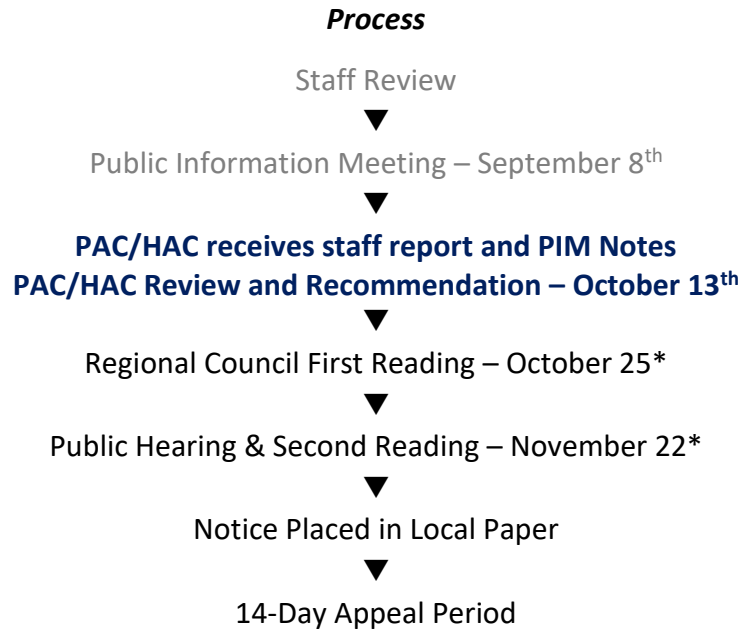 Process
Staff Review
Public Information Meeting – September 8th
PAC/HAC receives staff report and PIM Notes
PAC/HAC Review and Recommendation – October 13th
Regional Council First Reading – October 25*
Public Hearing & Second Reading – November 22*
Notice Placed in Local Paper
14-Day Appeal Period